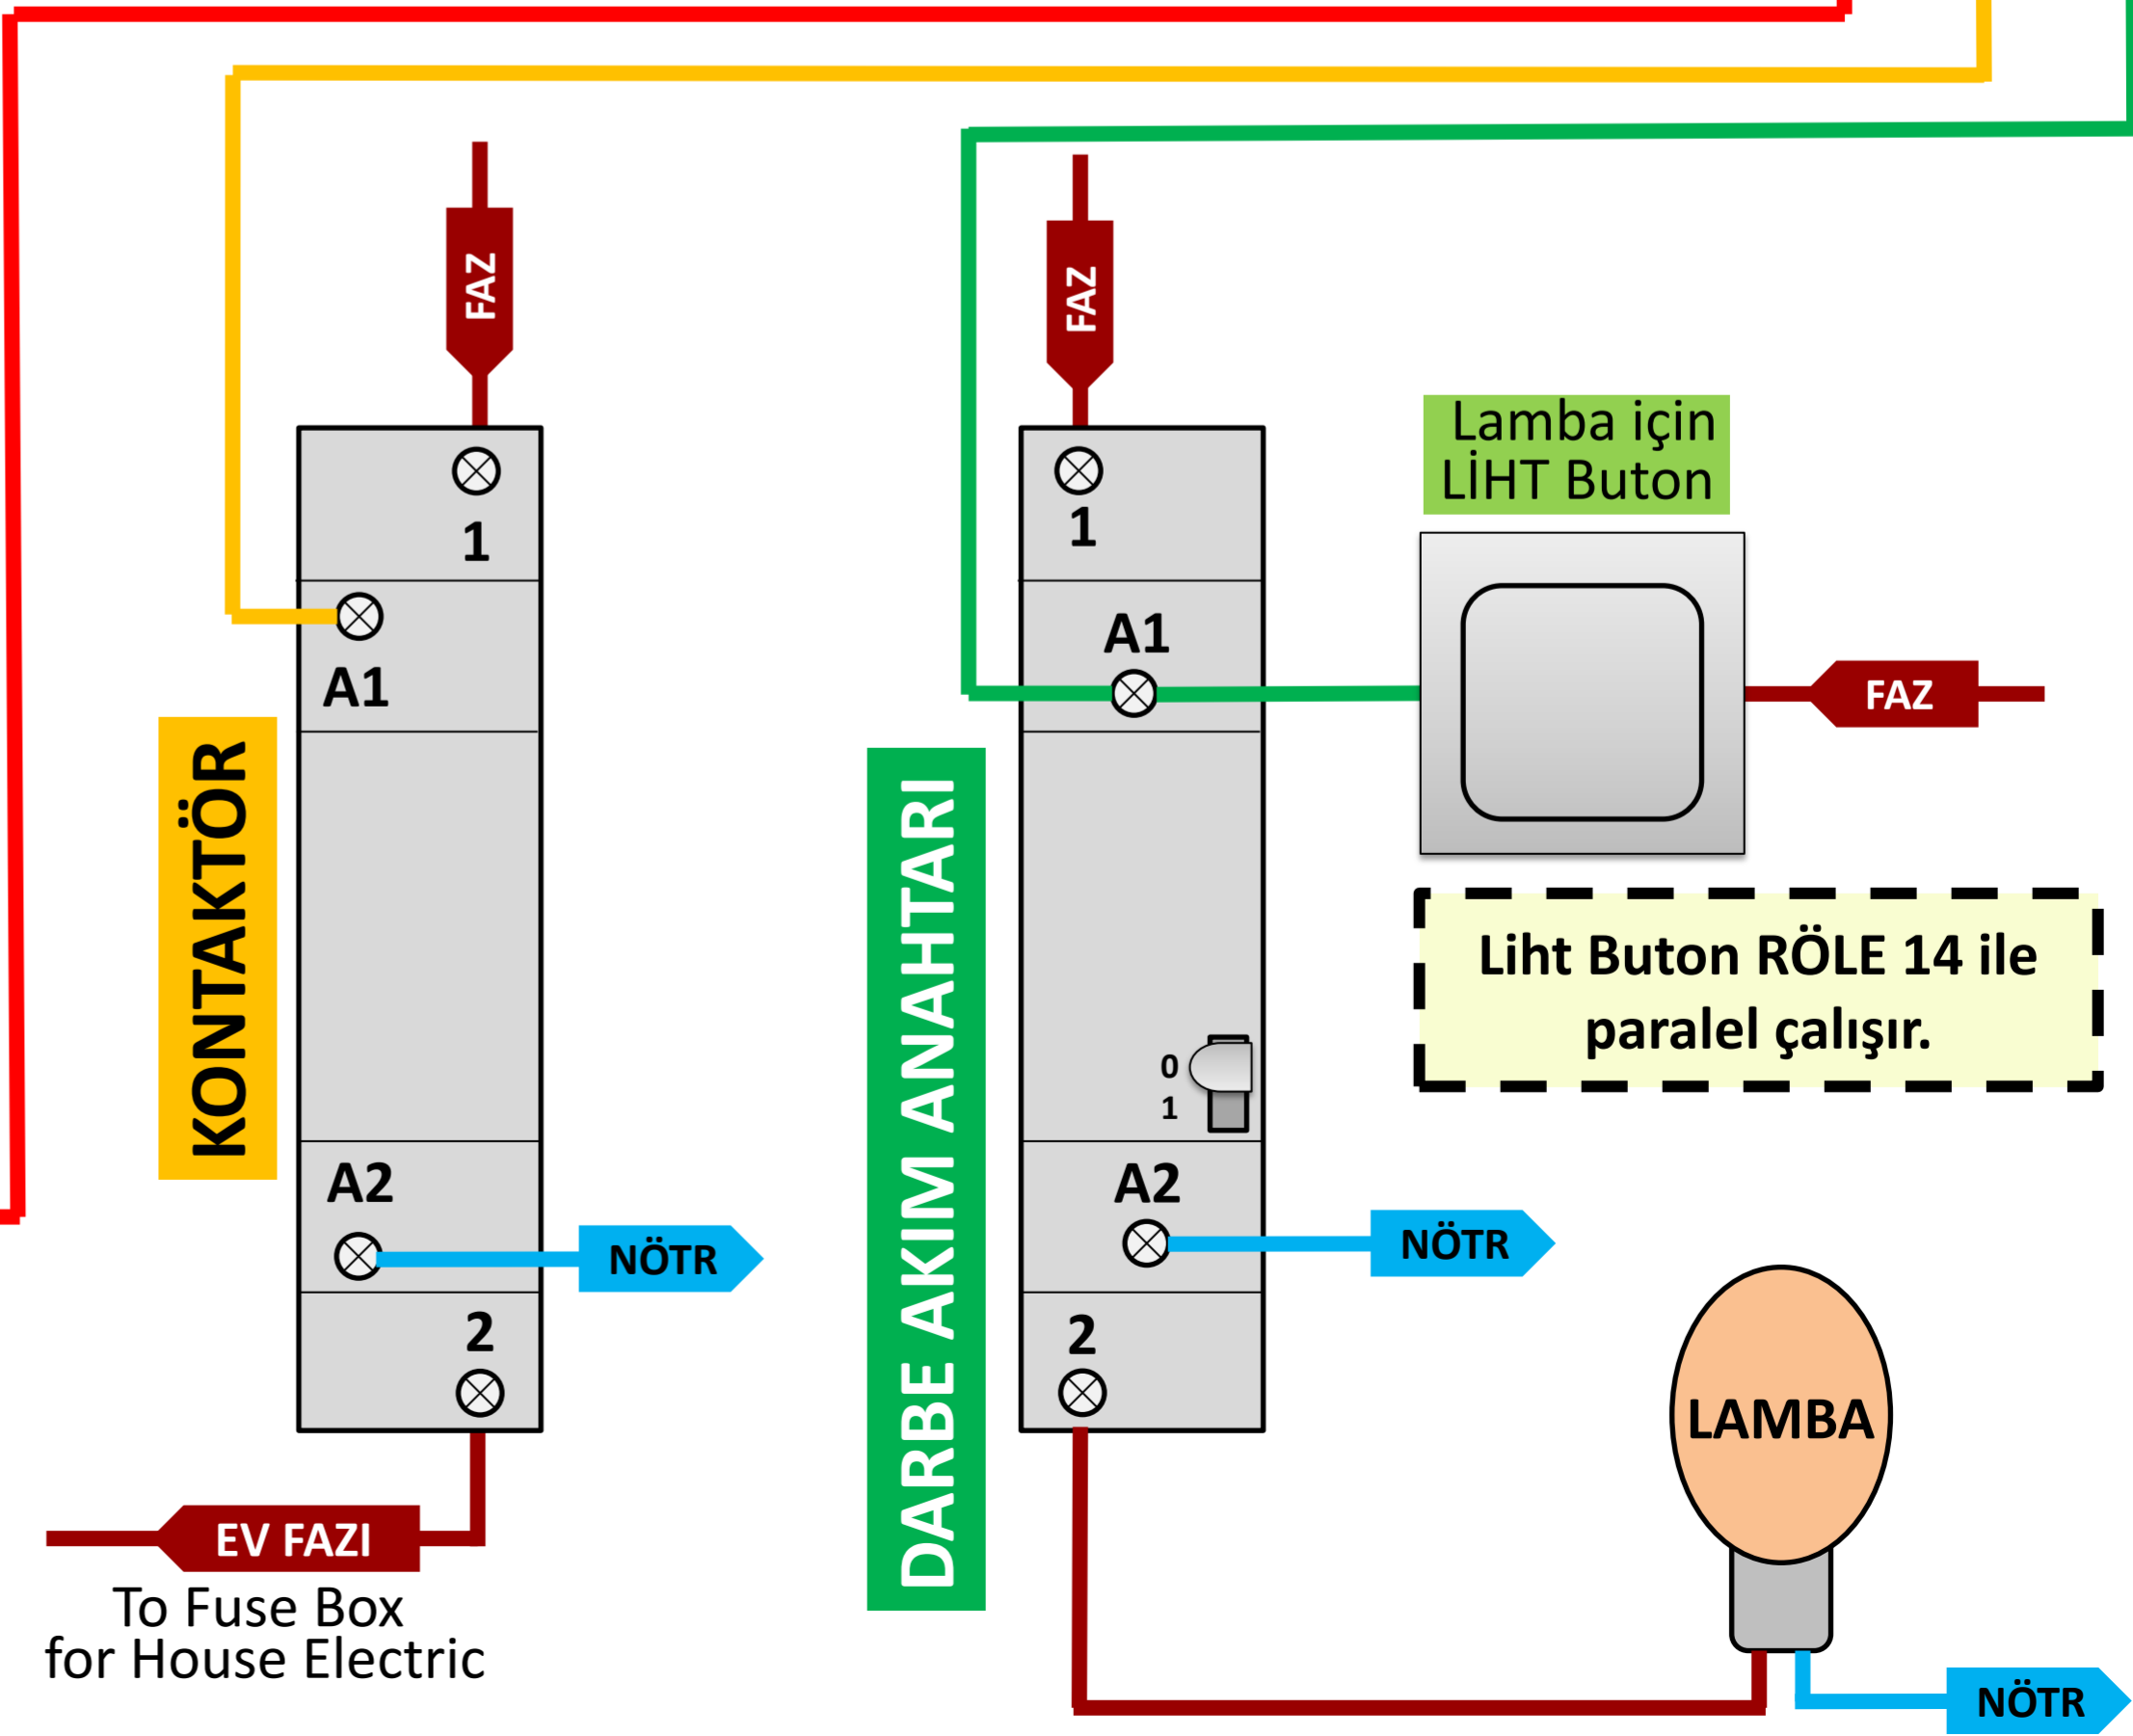 FAZ
FAZ
Lamba için
LİHT Buton
1
1
A1
A1
FAZ
KONTAKTÖR
DARBE AKIM ANAHTARI
Liht Buton RÖLE 14 ile
paralel çalışır.
0
1
A2
A2
NÖTR
NÖTR
2
2
LAMBA
EV FAZI
To Fuse Box
for House Electric
NÖTR